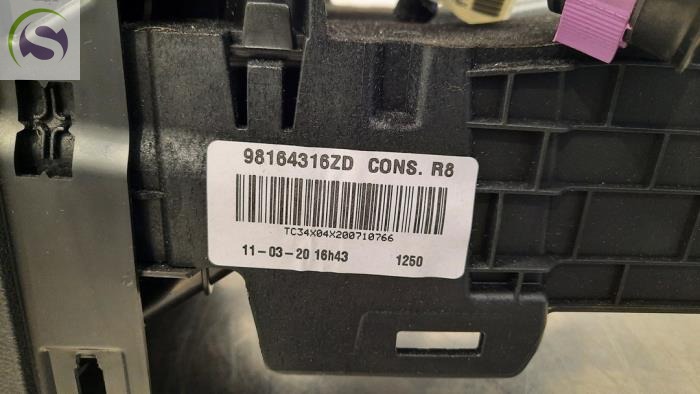 98164316ZD CONS. R8
TC34X04X200710766
11-03-20 16h43 1250